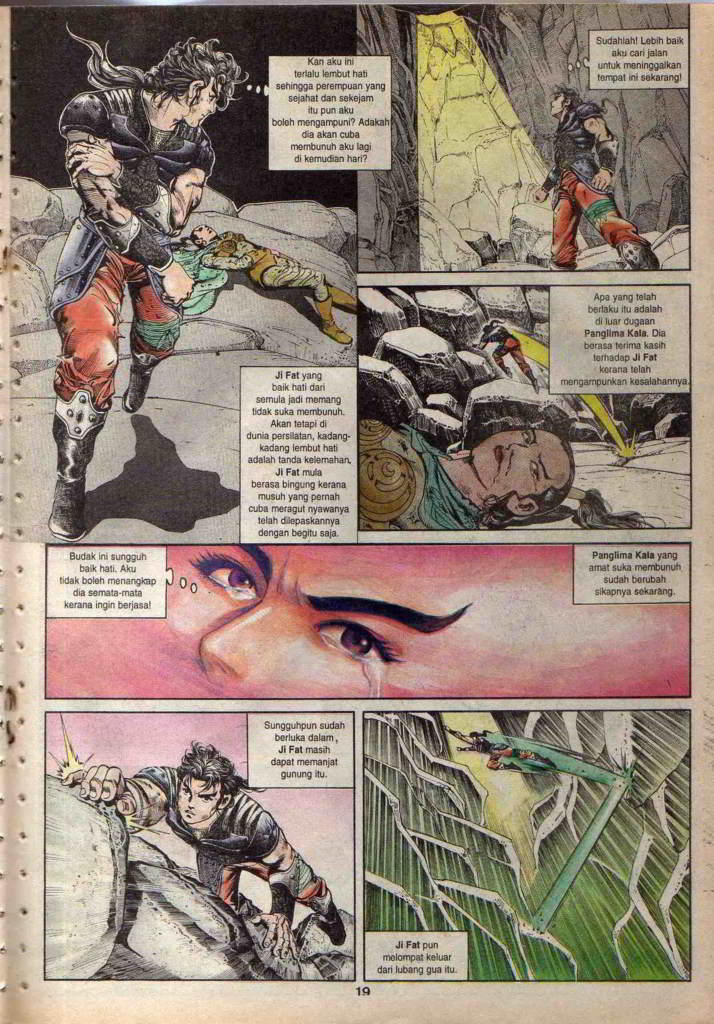 Kan aku ini
terlalu lembut hati
sehingga perempuan yang
sejahat dan sekejam
itu pun aku
boleh mengampuni? Adakah
dia akan cuba
membunuh aku lagi
di kemudian hari?
Sudahlah! Lebih baik
aku cari jalan
untuk meninggalkan
tempat ini sekarang!
Ji Fat yang
baik hati dari
semula jadi memang
tidak suka membunuh.
Akan tetapi di
dunia persilatan, kadang-
kadang lembut hati
adalah tanda kelemahan.
Ji Fat mula
berasa bingung kerana
musuh yang pernah
cuba meragut nyawanya
telah dilepaskannya
dengan begitu saja.
Apa yang telah
berlaku itu adalah
di luar dugaan
Panglima Kala. Dia
berasa terima kasih
terhadap Ji Fat
kerana telah
mengampunkan kesalahannya.
Budak ini sungguh
baik hati. Aku
tidak boleh menangkap
dia semata-mata
kerana ingin berjasa!
Panglima Kala yang
amat suka membunuh
sudah berubah
sikapnya sekarang.
Sungguhpun sudah
berluka dalam,
Ji Fat masih
dapat memanjat
gunung itu.
Ji Fat pun
melompat keluar
dari lubang gua itu.
19